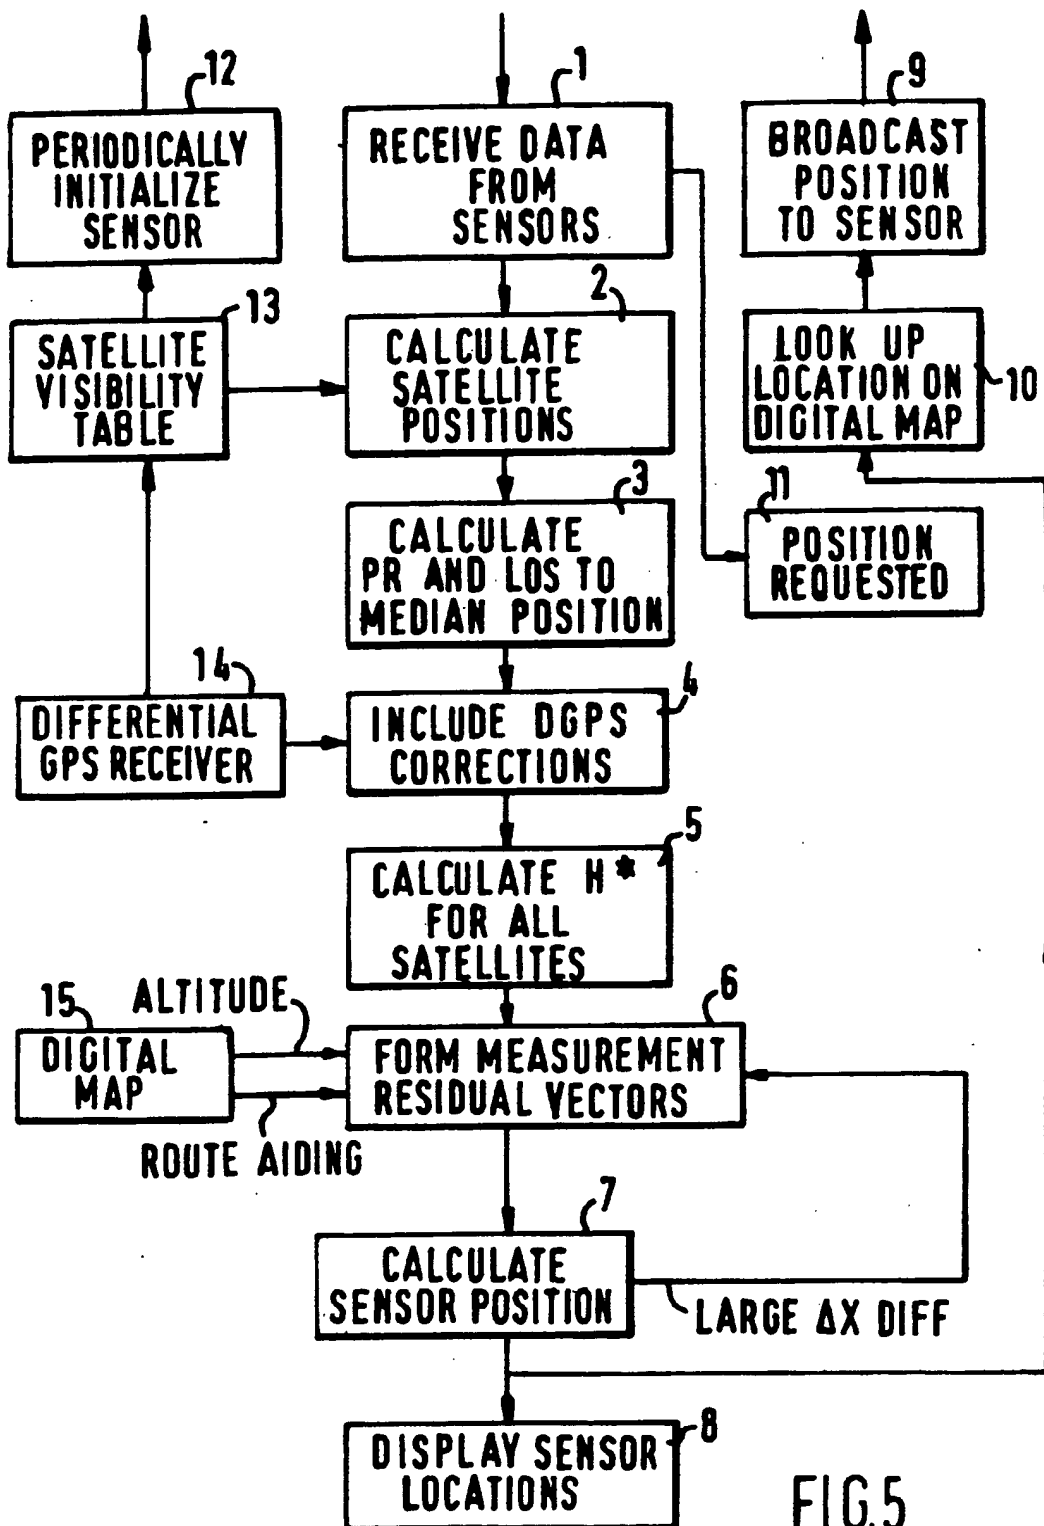 12
PERIODICALLY
INITIALIZE
SENSOR
1
RECEIVE DATA
FROM
SENSORS
9
BROADCAST
POSITION
TO SENSOR
13
SATELLITE
VISIBILITY
TABLE
2
CALCULATE
SATELLITE
POSITIONS
10
LOOK UP
LOCATION ON
DIGITAL MAP
3
CALCULATE
PR AND LOS TO
MEDIAN POSITION
11
POSITION
REQUESTED
14
DIFFERENTIAL
GPS RECEIVER
4
INCLUDE DGPS
CORRECTIONS
5
CALCULATE H*
FOR ALL
SATELLITES
15
DIGITAL
MAP
ALTITUDE
ROUTE AIDING
6
FORM MEASUREMENT
RESIDUAL VECTORS
7
CALCULATE
SENSOR POSITION
LARGE ΔX DIFF
8
DISPLAY SENSOR
LOCATIONS
FIG.5